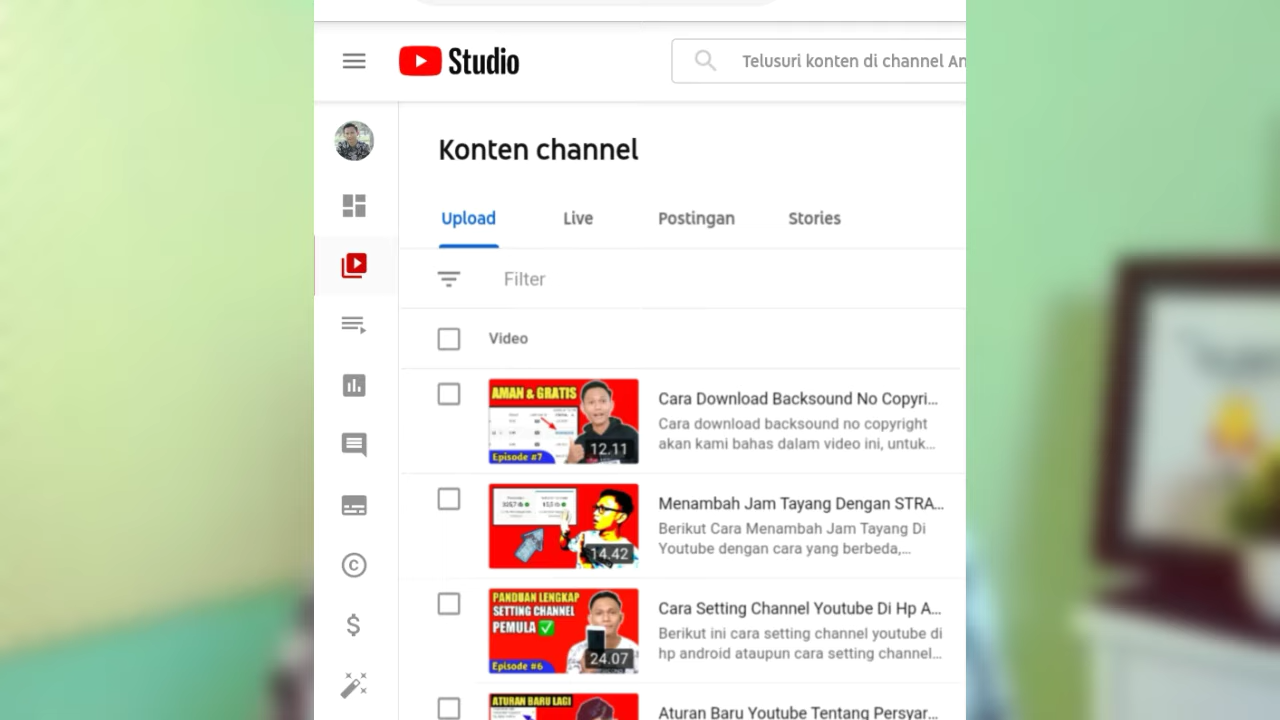 Studio
Telusuri konten di channel An
Konten channel
Upload
Live
Postingan
Stories
Filter
Video
AMAN & GRATIS
Episode #7
12.11
Cara Download Backsound No Copyri...
Cara download backsound no copyright
akan kami bahas dalam video ini, untuk...
14.42
Menambah Jam Tayang Dengan STRA...
Berikut Cara Menambah Jam Tayang Di
Youtube dengan cara yang berbeda,...
PANDUAN LENGKAP
SETTING CHANNEL
PEMULA
Episode #6
24.07
Cara Setting Channel Youtube Di Hp A...
Berikut ini cara setting channel youtube di
hp android ataupun cara setting channel...
ATURAN BARU LAGI
Aturan Baru Youtube Tentang Persyar...